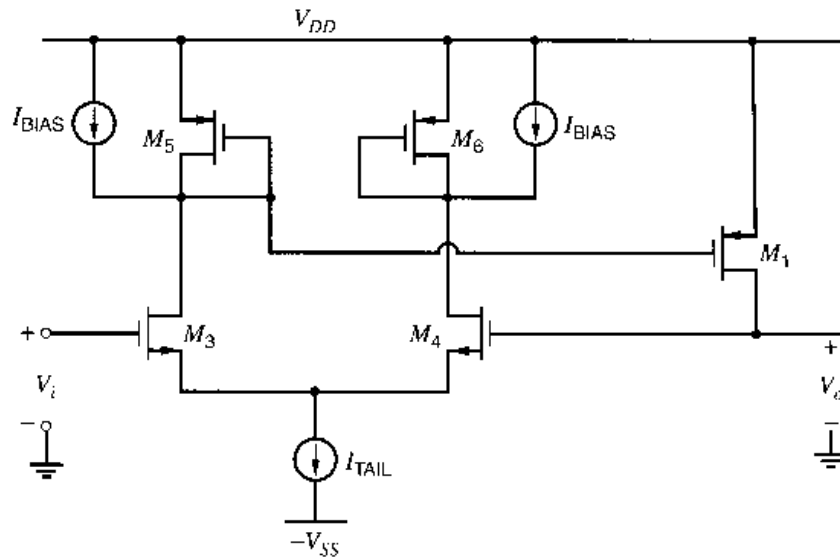 V_DD
I_BIAS
M_5
M_6
I_BIAS
M_1
+
M_3
M_4
+
V_i
V_o
−
−
I_TAIL
−V_SS